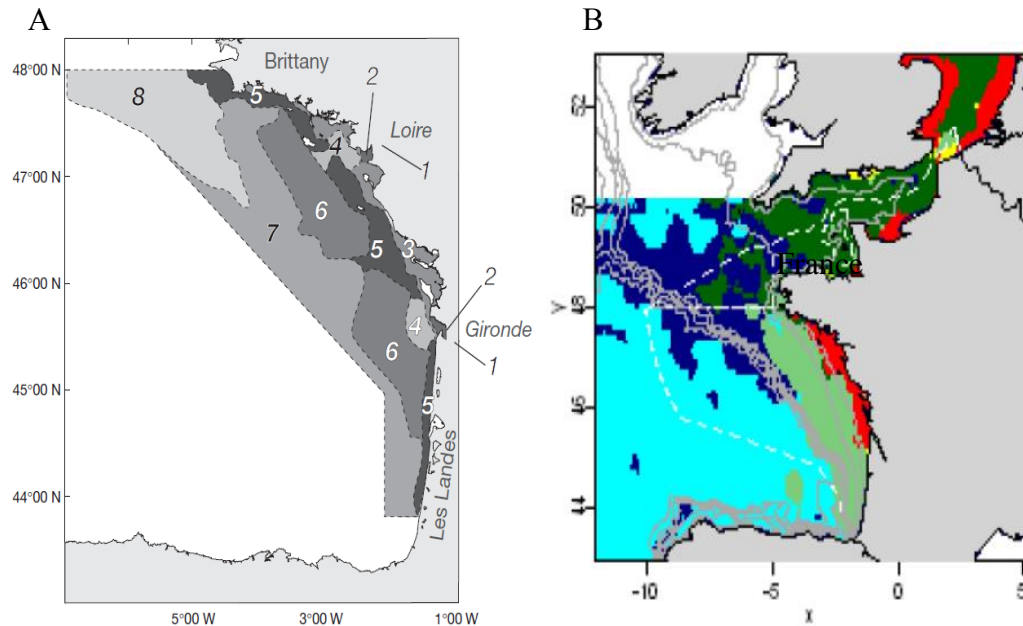 A
B
Brittany
2
Loire
1
48°00 N
47°00 N
46°00 N
45°00 N
44°00 N
8
5
4
6
7
5
3
2
4
Gironde
1
6
5
Les Landes
5°00 W
3°00 W
1°00 W
52
50
48
46
44
Y
France
-10
-5
0
5
X